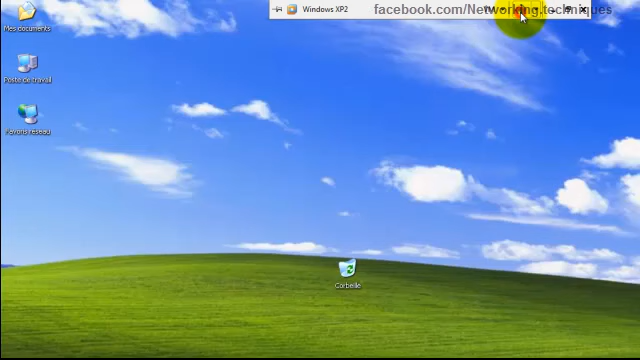 Windows XP2
facebook.com/Networking.techniques
Mes documents
Poste de travail
Favoris réseau
Corbeille